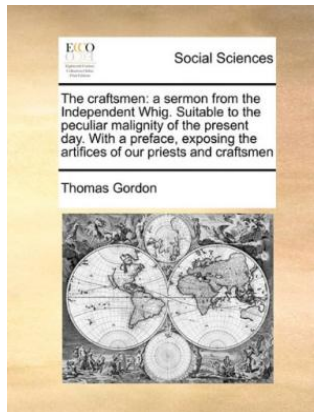 ECCO
Social Sciences
The craftsmen: a sermon from the
Independent Whig. Suitable to the
peculiar malignity of the present
day. With a preface, exposing the
artifices of our priests and craftsmen
Thomas Gordon